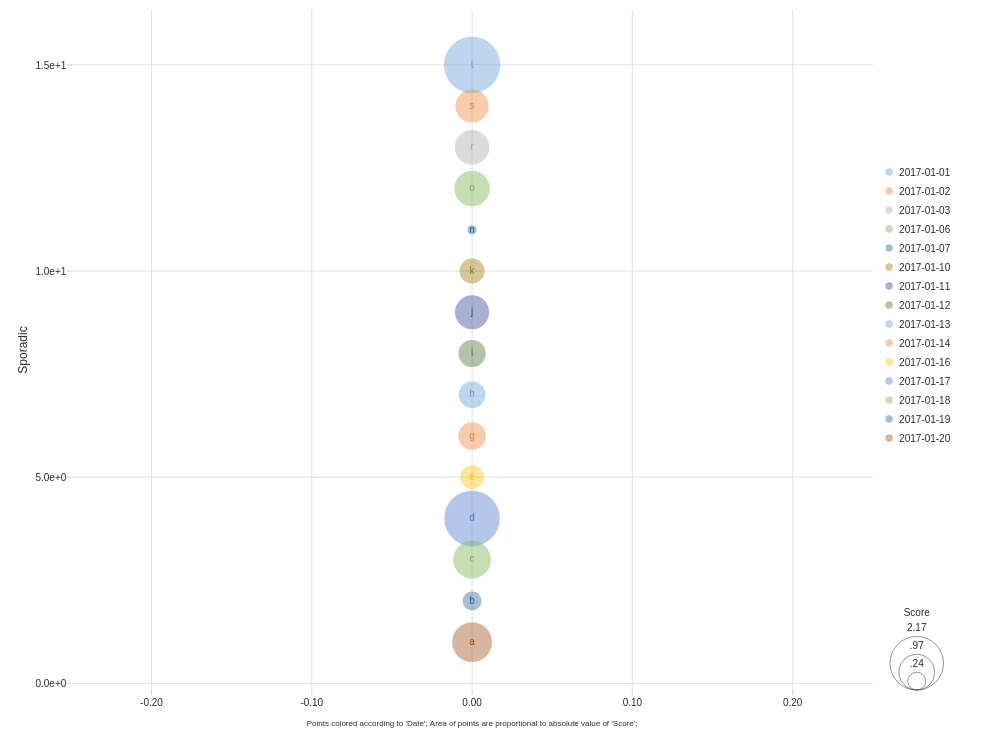 1.5e+1
1.0e+1
5.0e+0
0.0e+0
Sporadic
t
s
r
o
n
k
j
i
h
g
e
d
c
b
a
-0.20 -0.10 0.00 0.10 0.20
Points colored according to 'Date'; Area of points are proportional to absolute value of 'Score';
2017-01-01
2017-01-02
2017-01-03
2017-01-06
2017-01-07
2017-01-10
2017-01-11
2017-01-12
2017-01-13
2017-01-14
2017-01-16
2017-01-17
2017-01-18
2017-01-19
2017-01-20
Score
2.17
.97
.24